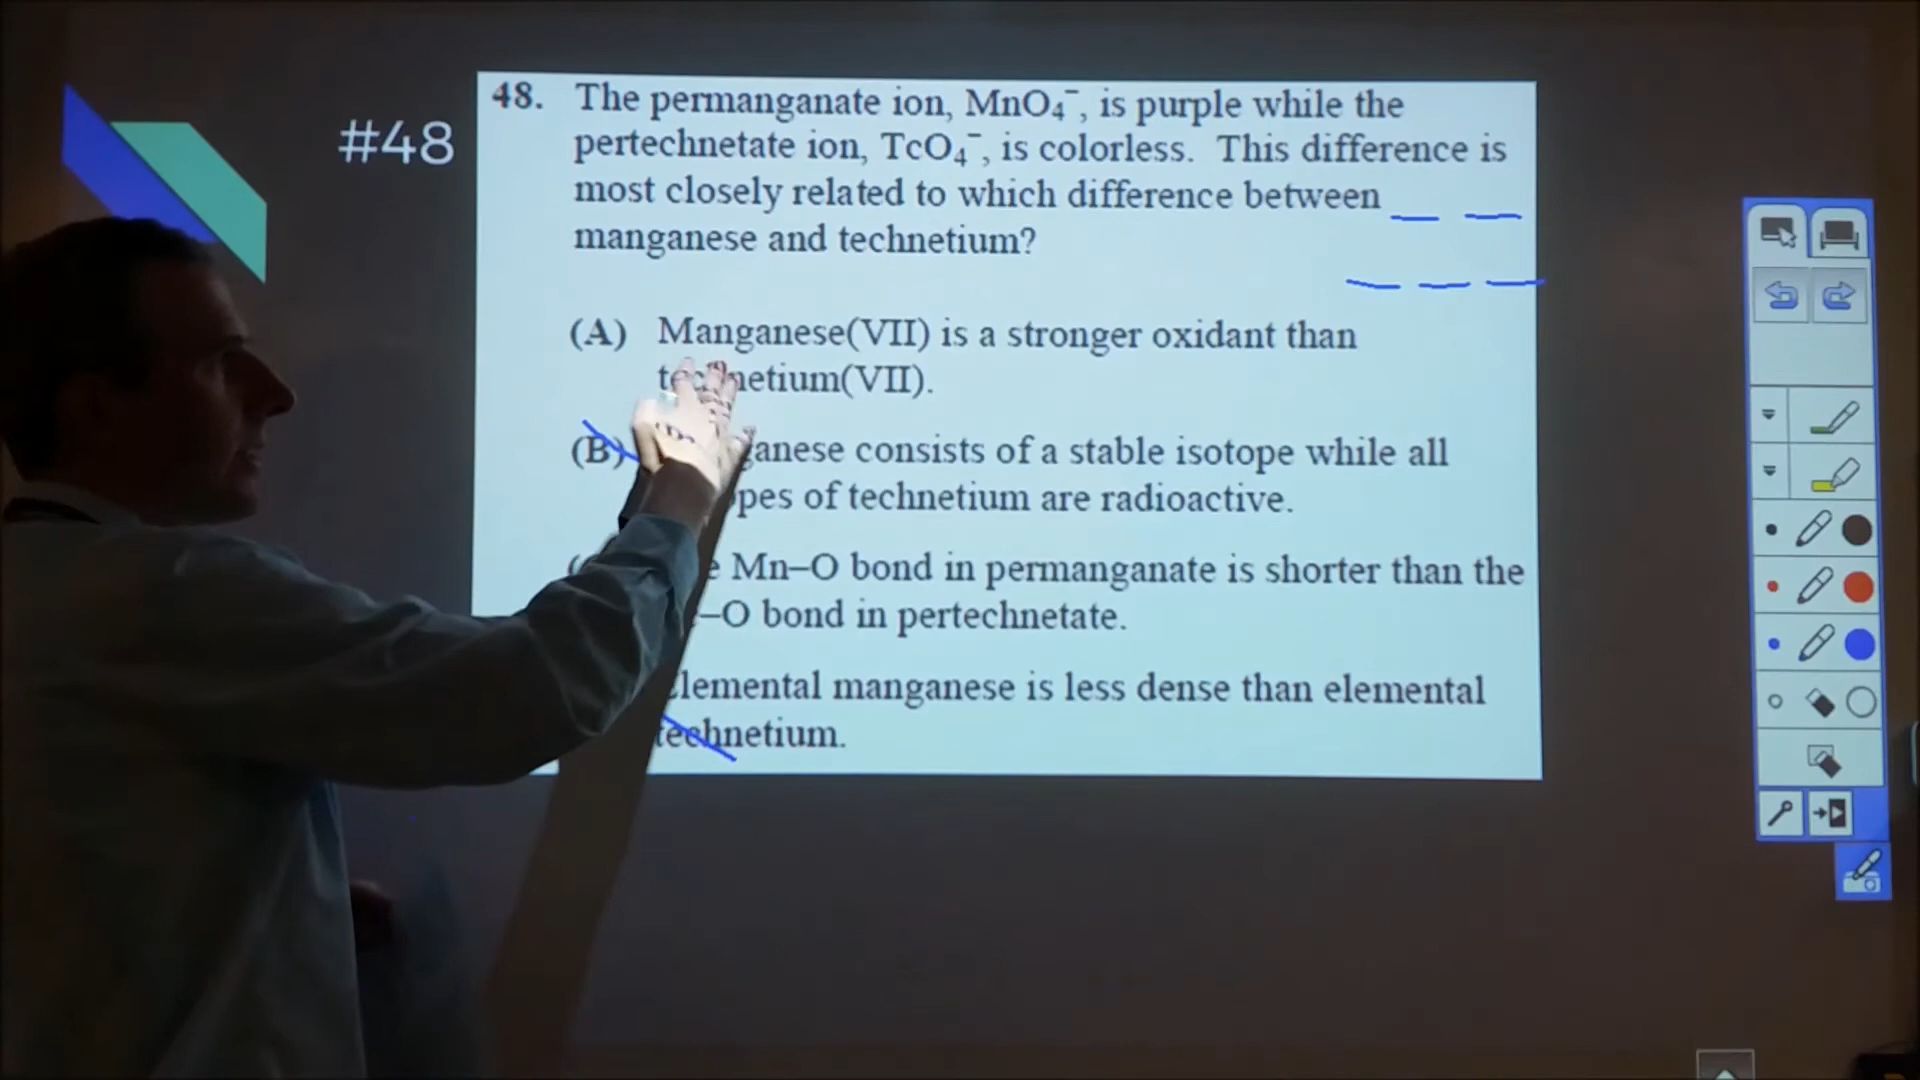 #48
48. The permanganate ion, MnO₄⁻, is purple while the
pertechnetate ion, TcO₄⁻, is colorless. This difference is
most closely related to which difference between
manganese and technetium?
(A) Manganese(VII) is a stronger oxidant than
technetium(VII).
(B) ganese consists of a stable isotope while all
pes of technetium are radioactive.
Mn–O bond in permanganate is shorter than the
–O bond in pertechnetate.
lemental manganese is less dense than elemental
technetium.